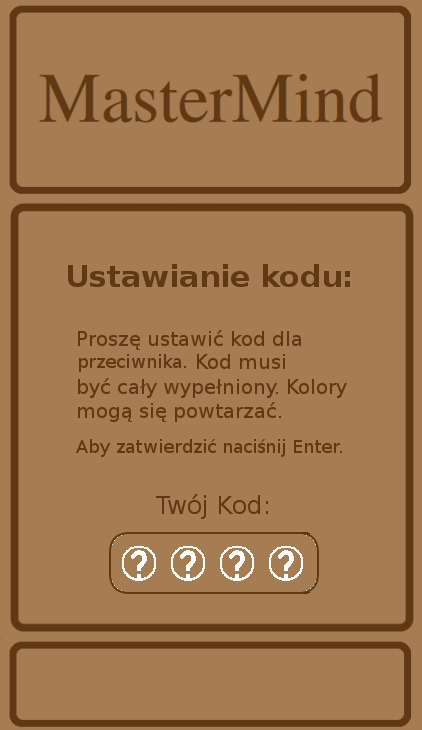 MasterMind
Ustawianie kodu:
Proszę ustawić kod dla
przeciwnika. Kod musi
być cały wypełniony. Kolory
mogą się powtarzać.
Aby zatwierdzić naciśnij Enter.
Twój Kod:
? ? ? ?